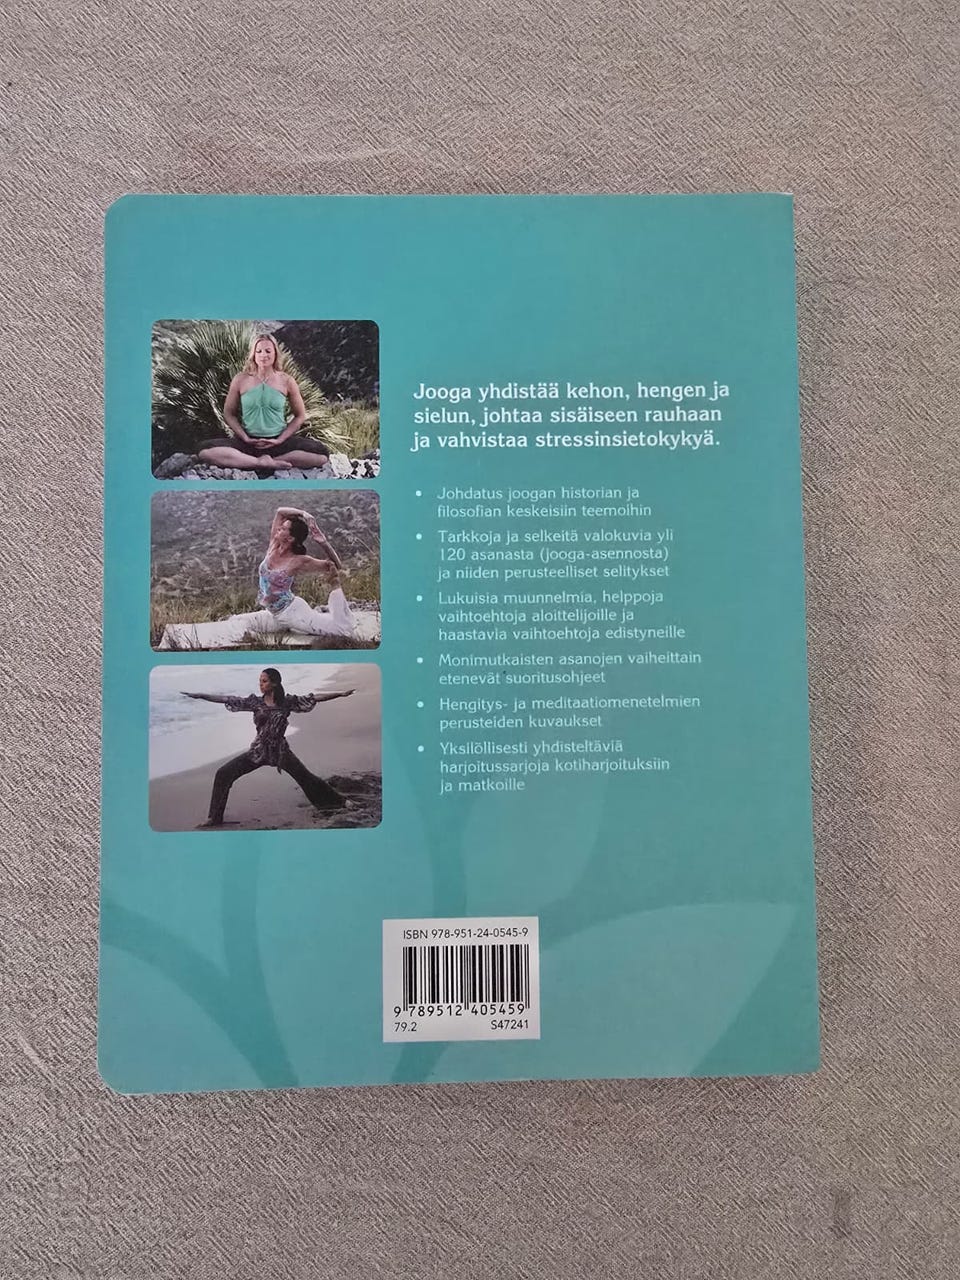 Jooga yhdistää kehon, hengen ja
sielun, johtaa sisäiseen rauhaan
ja vahvistaa stressinsietokykyä.
• Johdatus joogan historian ja
filosofian keskeisiin teemoihin
• Tarkkoja ja selkeitä valokuvia yli
120 asanasta (jooga-asennosta)
ja niiden perusteelliset selitykset
• Lukuisia muunnelmia, helppoja
vaihtoehtoja aloittelijoille ja
haastavia vaihtoehtoja edistyneille
• Monimutkaisten asanojen vaiheittain
etenevät suoritusohjeet
• Hengitys- ja meditaatiomenetelmien
perusteiden kuvaukset
• Yksilöllisesti yhdisteltäviä
harjoitussarjoja kotiharjoituksiin
ja matkoille
ISBN 978-951-24-0545-9
9 789512 405459
79.2 S47241